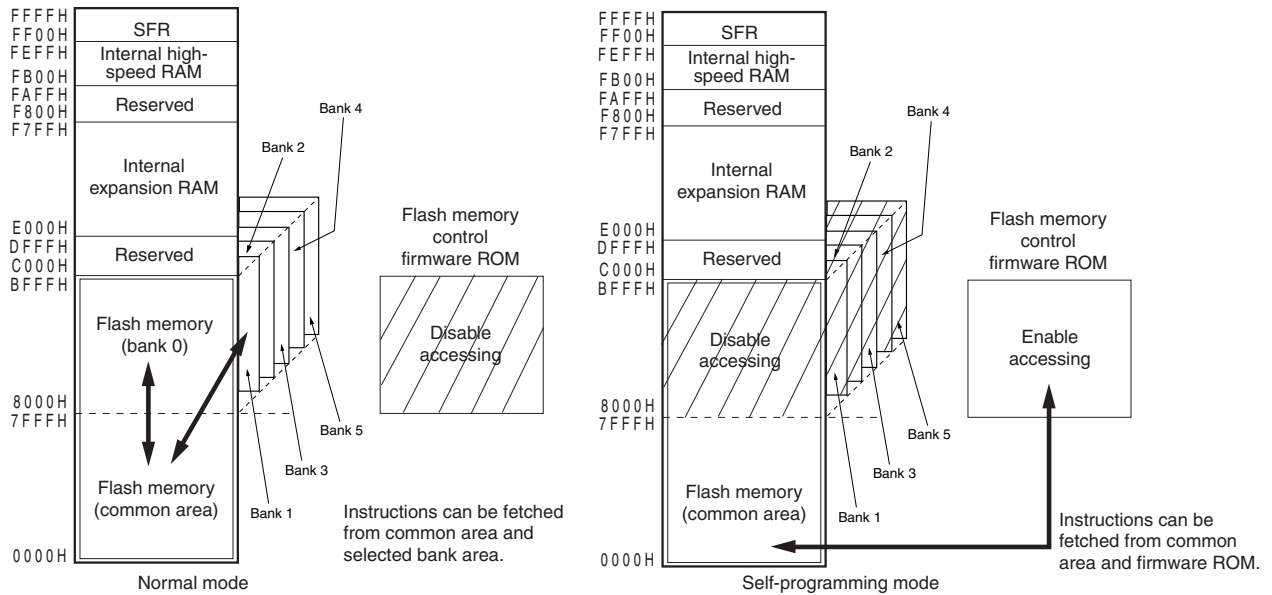 FFFFH
FF00H
FEFFH
FB00H
FAFFH
F800H
F7FFH
E000H
DFFFH
C000H
BFFFH
8000H
7FFFH
0000H
SFR
Internal high-
speed RAM
Reserved
Internal
expansion RAM
Reserved
Flash memory
(bank 0)
Flash memory
(common area)
Bank 4
Bank 2
Bank 5
Bank 3
Bank 1
Flash memory
control
firmware ROM
Disable
accessing
Instructions can be fetched
from common area and
selected bank area.
Normal mode
FFFFH
FF00H
FEFFH
FB00H
FAFFH
F800H
F7FFH
E000H
DFFFH
C000H
BFFFH
8000H
7FFFH
0000H
SFR
Internal high-
speed RAM
Reserved
Internal
expansion RAM
Reserved
Disable
accessing
Flash memory
(common area)
Bank 4
Bank 2
Bank 5
Bank 3
Bank 1
Flash memory
control
firmware ROM
Enable
accessing
Instructions can be
fetched from common
area and firmware ROM.
Self-programming mode